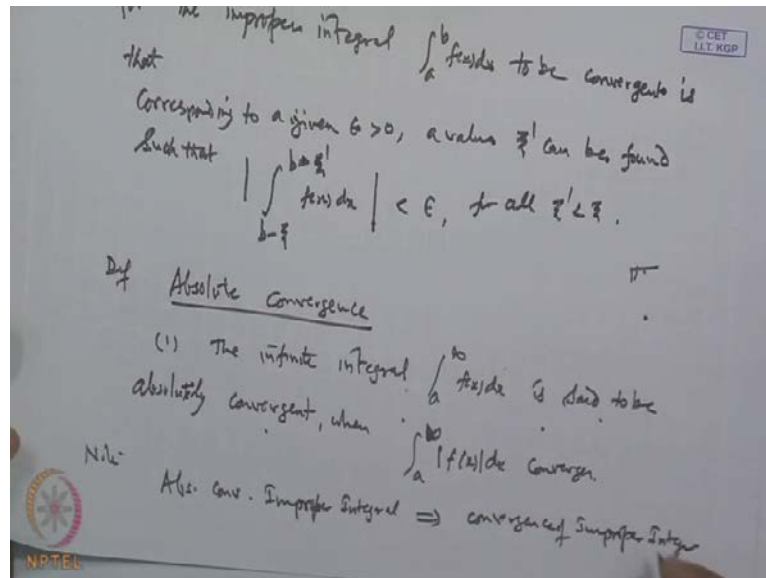 for the improper integral ∫_a^b f(x)dx to be convergent is
© CET
I.I.T. KGP
that
Corresponding to a given ε > 0, a value ξ' can be found
Such that | ∫_{b-ξ}^{b-ξ'} f(x) dx | < ε, for all ξ' < ξ.
Def Absolute Convergence
(1) The infinite integral ∫_a^∞ f(x)dx is said to be
absolutely convergent, when ∫_a^∞ |f(x)|dx Converges.
Note
Abs. Conv. Improper Integral ⇒ convergence of Improper Integ
NPTEL